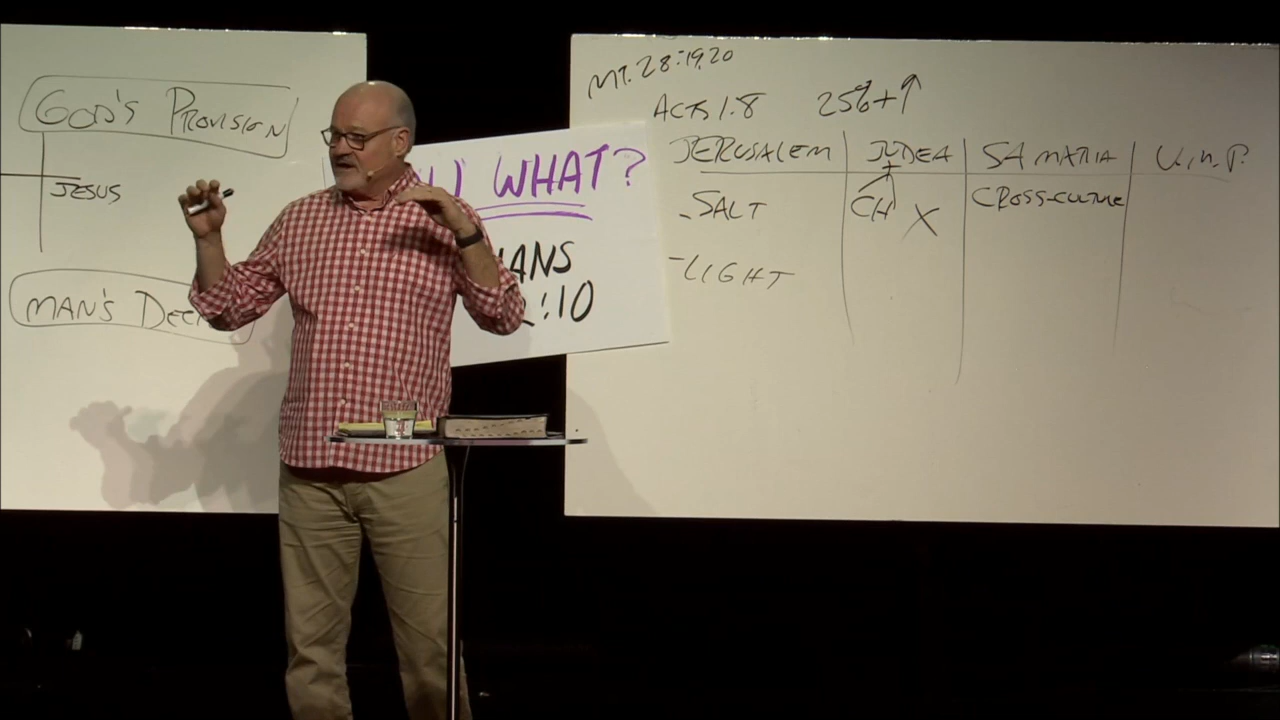 GOD'S PROVISION
JESUS
MAN'S
WHAT?
ANS
:10
MT. 28:19,20
ACTS 1.8 25%+↑
JERUSALEM JUDEA SAMARIA U.n.P.
-SALT CH X CROSS-CULTURE
-LIGHT